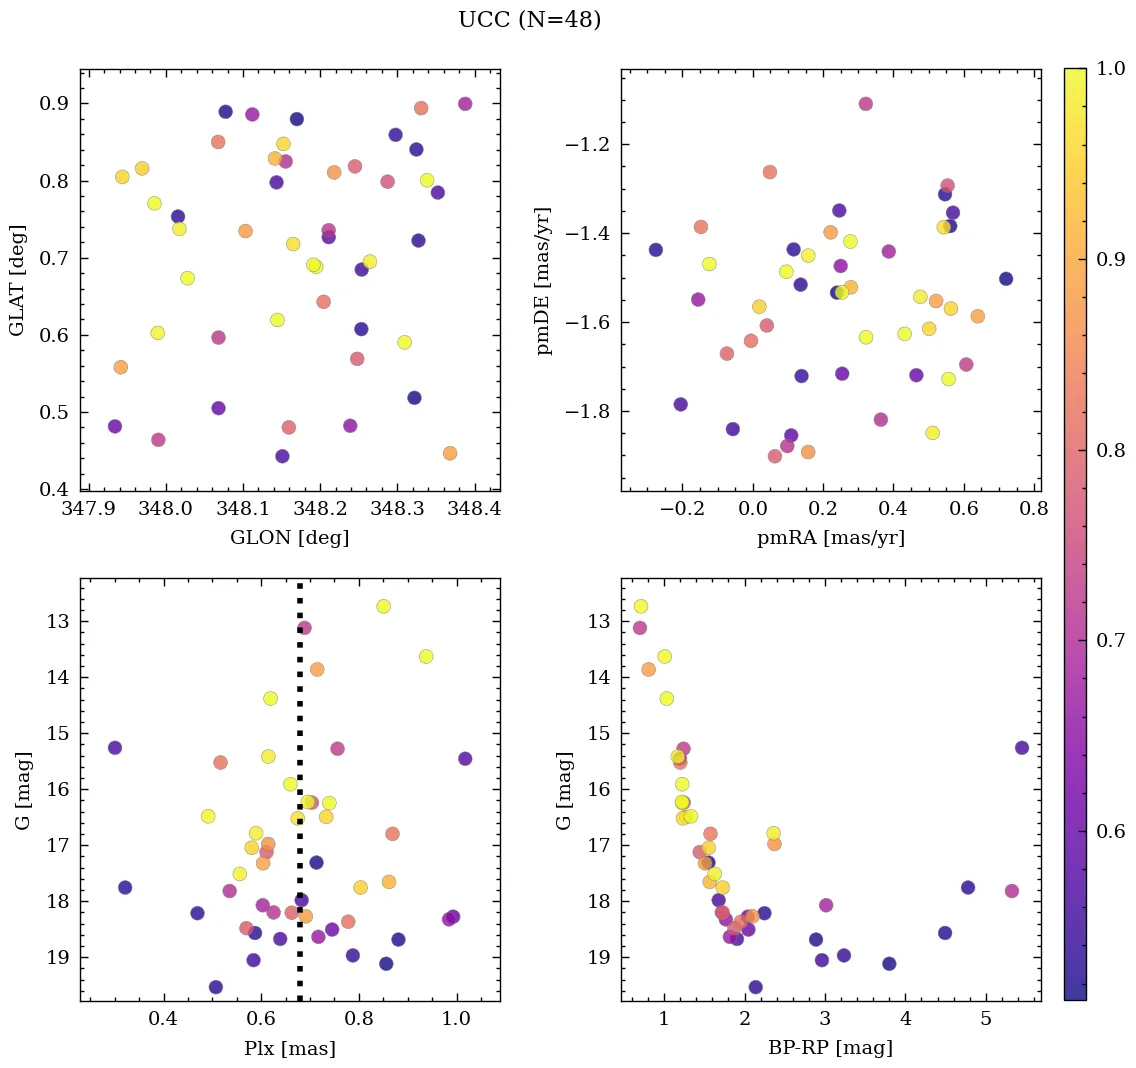 UCC (N=48)
0.9
0.8
0.7
0.6
0.5
0.4
GLAT [deg]
347.9 348.0 348.1 348.2 348.3 348.4
GLON [deg]
−1.2
−1.4
−1.6
−1.8
pmDE [mas/yr]
−0.2 0.0 0.2 0.4 0.6 0.8
pmRA [mas/yr]
1.0
0.9
0.8
0.7
0.6
13
14
15
16
17
18
19
G [mag]
0.4 0.6 0.8 1.0
Plx [mas]
13
14
15
16
17
18
19
G [mag]
1 2 3 4 5
BP-RP [mag]